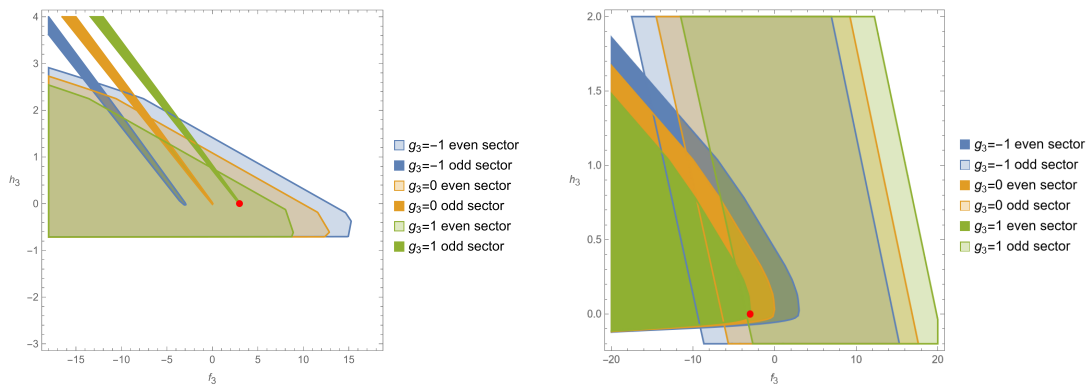 4
3
2
1
0
−1
−2
−3
h3
−15
−10
−5
0
5
10
15
f3
g3=−1 even sector
g3=−1 odd sector
g3=0 even sector
g3=0 odd sector
g3=1 even sector
g3=1 odd sector
2.0
1.5
1.0
0.5
0.0
h3
−20
−10
0
10
20
f3
g3=−1 even sector
g3=−1 odd sector
g3=0 even sector
g3=0 odd sector
g3=1 even sector
g3=1 odd sector